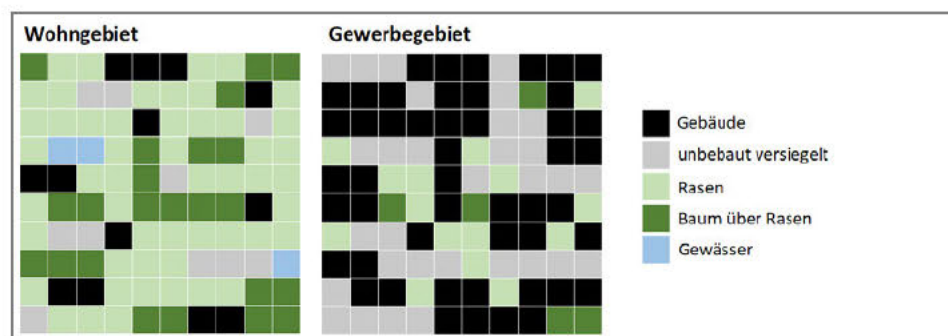 Wohngebiet
Gewerbegebiet
Gebäude
unbebaut versiegelt
Rasen
Baum über Rasen
Gewässer